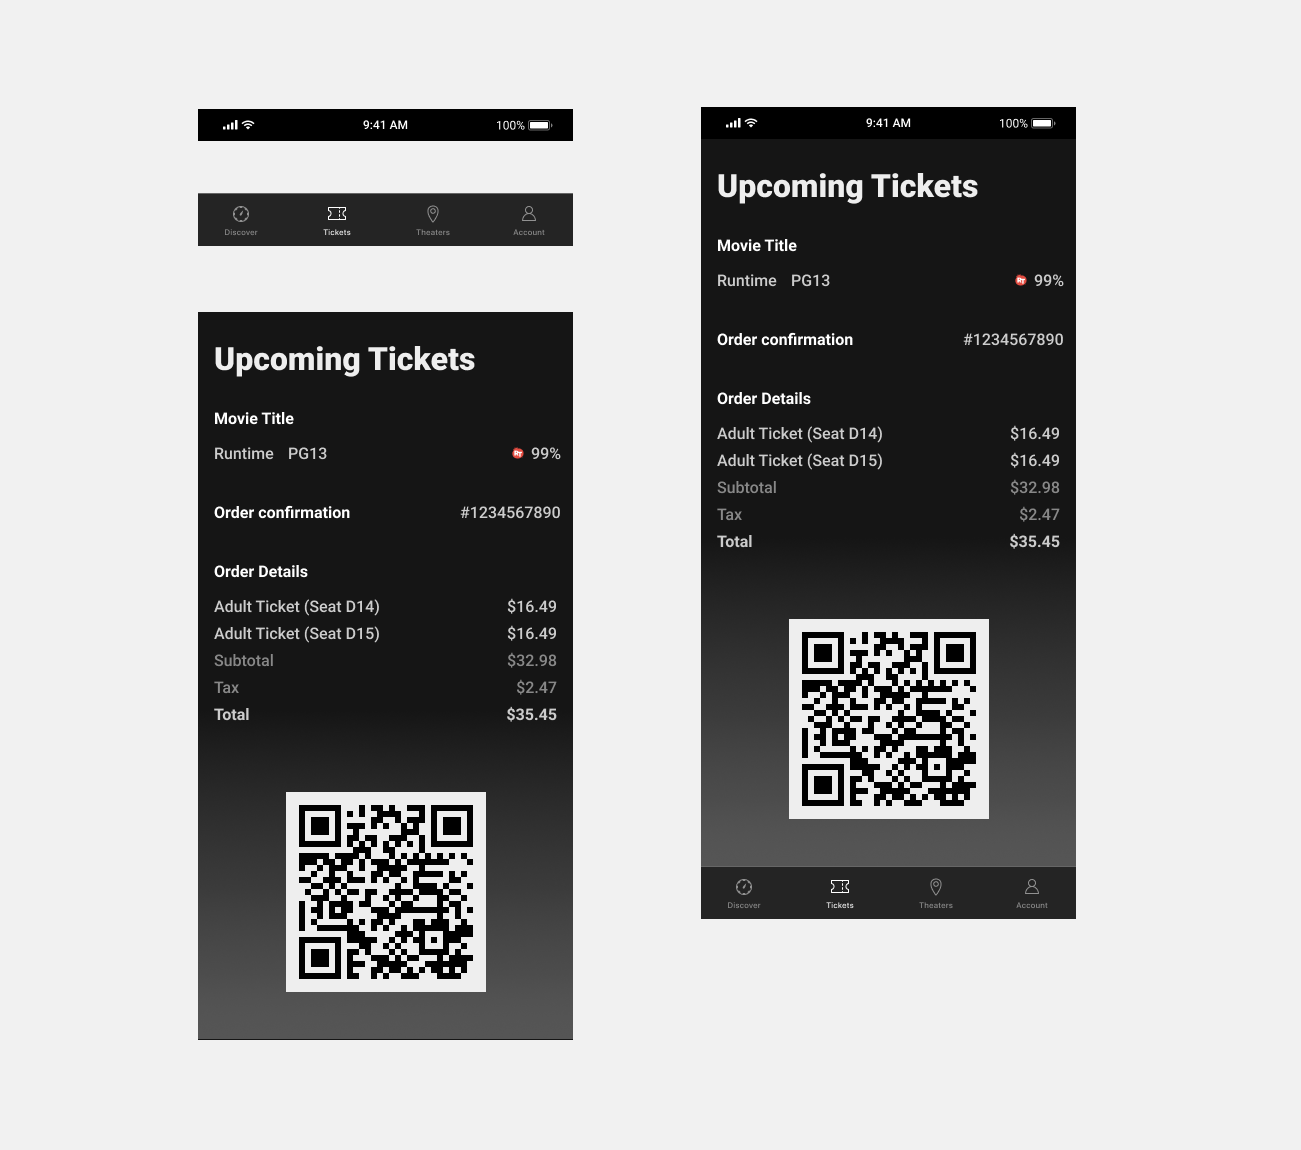 9:41 AM 100%
Discover Tickets Theaters Account
Upcoming Tickets
Movie Title
Runtime PG13 RT 99%
Order confirmation #1234567890
Order Details
Adult Ticket (Seat D14) $16.49
Adult Ticket (Seat D15) $16.49
Subtotal $32.98
Tax $2.47
Total $35.45
9:41 AM 100%
Upcoming Tickets
Movie Title
Runtime PG13 RT 99%
Order confirmation #1234567890
Order Details
Adult Ticket (Seat D14) $16.49
Adult Ticket (Seat D15) $16.49
Subtotal $32.98
Tax $2.47
Total $35.45
Discover Tickets Theaters Account